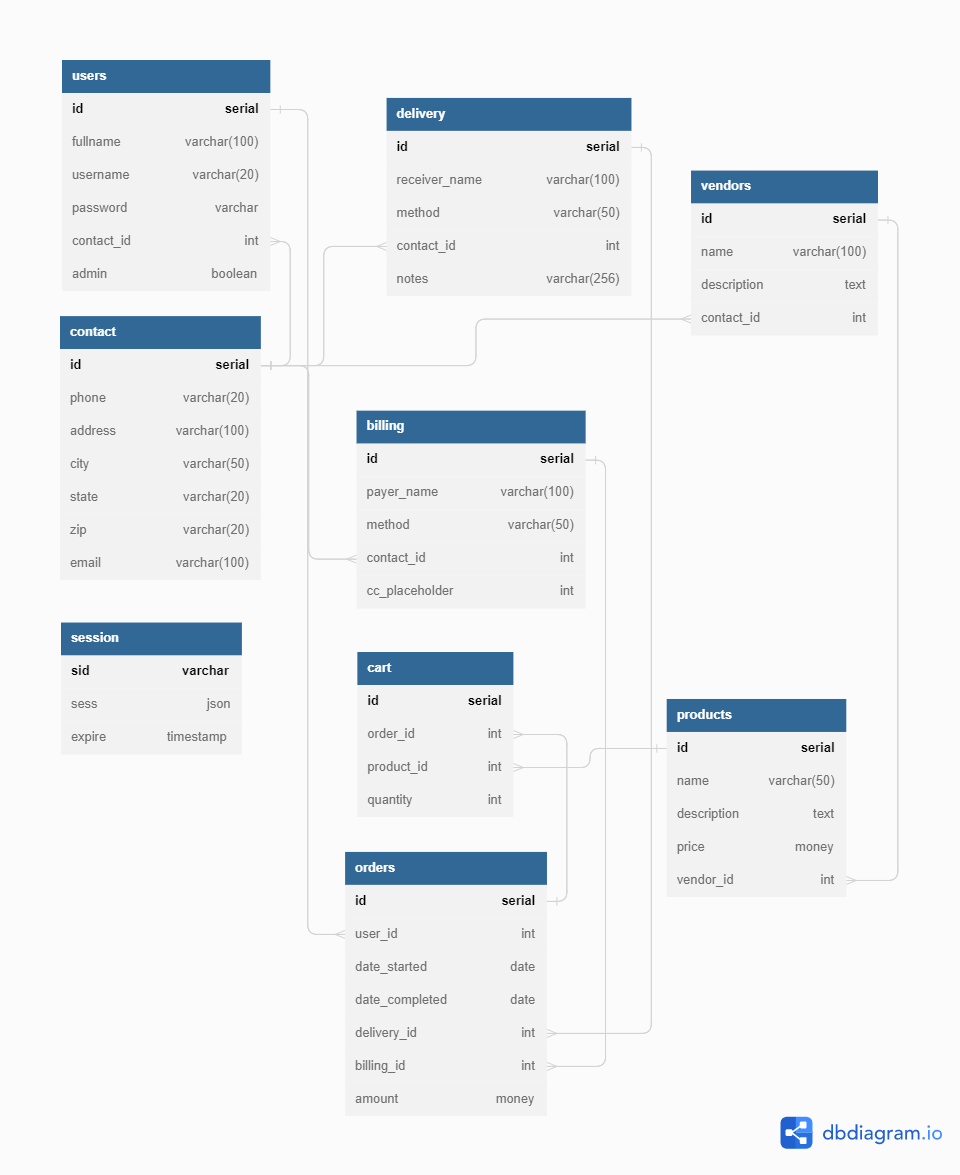 users
id serial
fullname varchar(100)
username varchar(20)
password varchar
contact_id int
admin boolean
delivery
id serial
receiver_name varchar(100)
method varchar(50)
contact_id int
notes varchar(256)
vendors
id serial
name varchar(100)
description text
contact_id int
contact
id serial
phone varchar(20)
address varchar(100)
city varchar(50)
state varchar(20)
zip varchar(20)
email varchar(100)
billing
id serial
payer_name varchar(100)
method varchar(50)
contact_id int
cc_placeholder int
session
sid varchar
sess json
expire timestamp
cart
id serial
order_id int
product_id int
quantity int
products
id serial
name varchar(50)
description text
price money
vendor_id int
orders
id serial
user_id int
date_started date
date_completed date
delivery_id int
billing_id int
amount money
dbdiagram.io